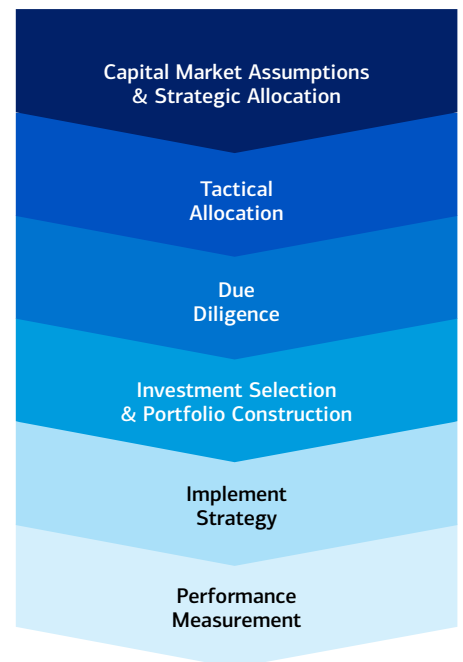 Capital Market Assumptions
& Strategic Allocation
Tactical
Allocation
Due
Diligence
Investment Selection
& Portfolio Construction
Implement
Strategy
Performance
Measurement